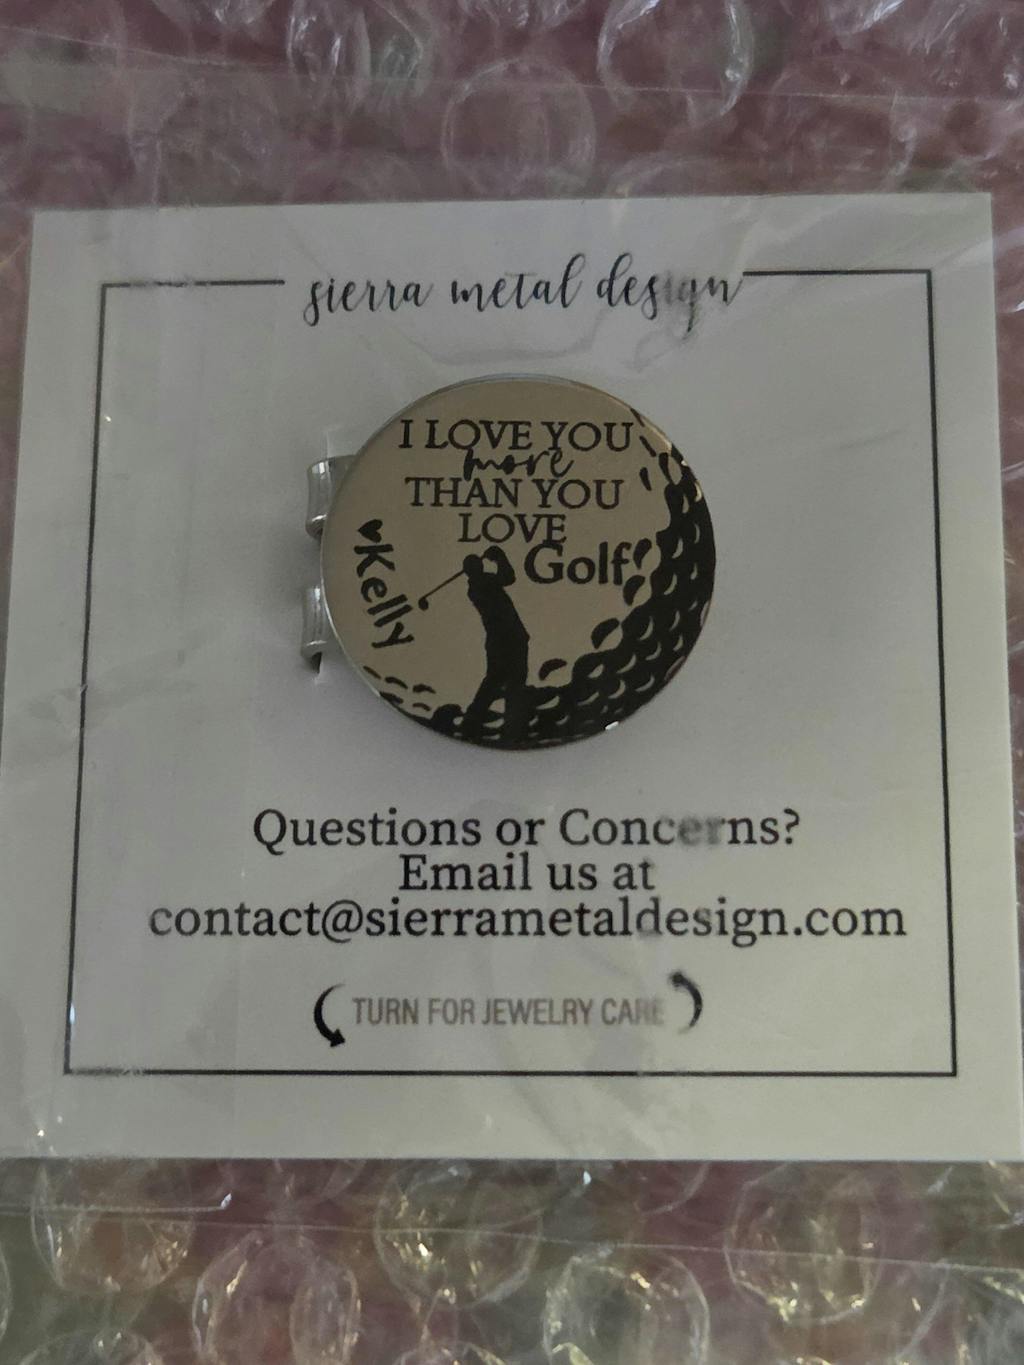 sierra metal design
I LOVE YOU
more
THAN YOU
LOVE
Golf
♥Kelly
Questions or Concerns?
Email us at
contact@sierrametaldesign.com
TURN FOR JEWELRY CARE